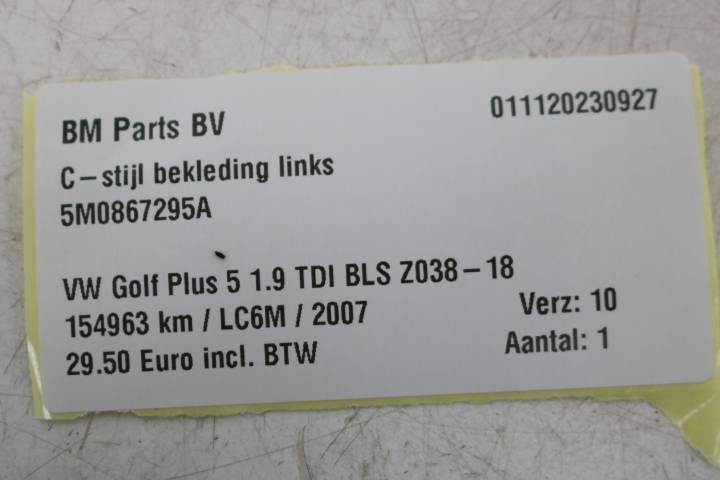 BM Parts BV 011120230927
C-stijl bekleding links
5M0867295A
VW Golf Plus 5 1.9 TDI BLS Z038-18
154963 km / LC6M / 2007 Verz: 10
29.50 Euro incl. BTW Aantal: 1